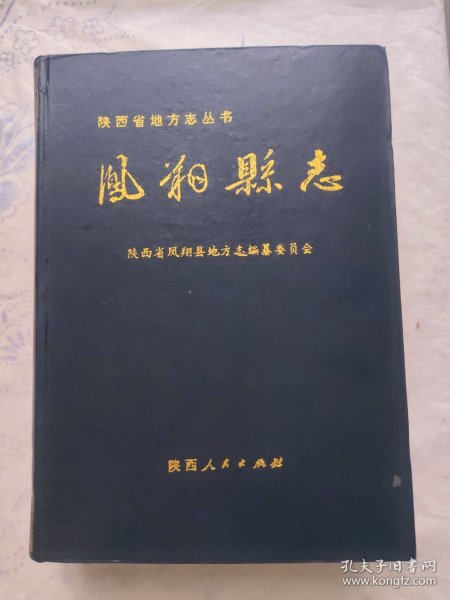 陕西省地方志丛书
鳳翔縣志
陕西省凤翔县地方志编纂委员会
陕西人民出版社
孔夫子旧书网
www.kongfz.com